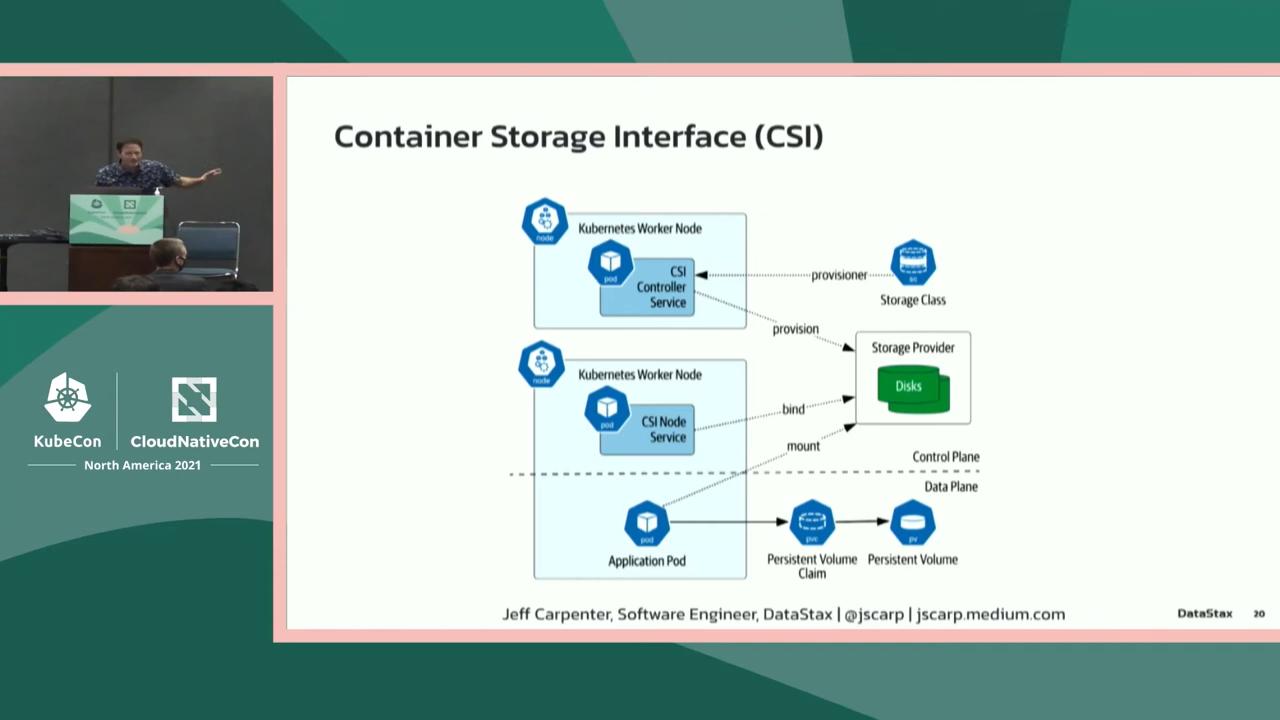 Container Storage Interface (CSI)
node
Kubernetes Worker Node
pod
CSI
Controller
Service
provisioner
sc
Storage Class
provision
Storage Provider
Disks
node
Kubernetes Worker Node
pod
CSI Node
Service
bind
mount
Control Plane
Data Plane
pod
Application Pod
pvc
Persistent Volume
Claim
pv
Persistent Volume
Jeff Carpenter, Software Engineer, DataStax | @jscarp | jscarp.medium.com
DataStax
20
KubeCon
CloudNativeCon
North America 2021